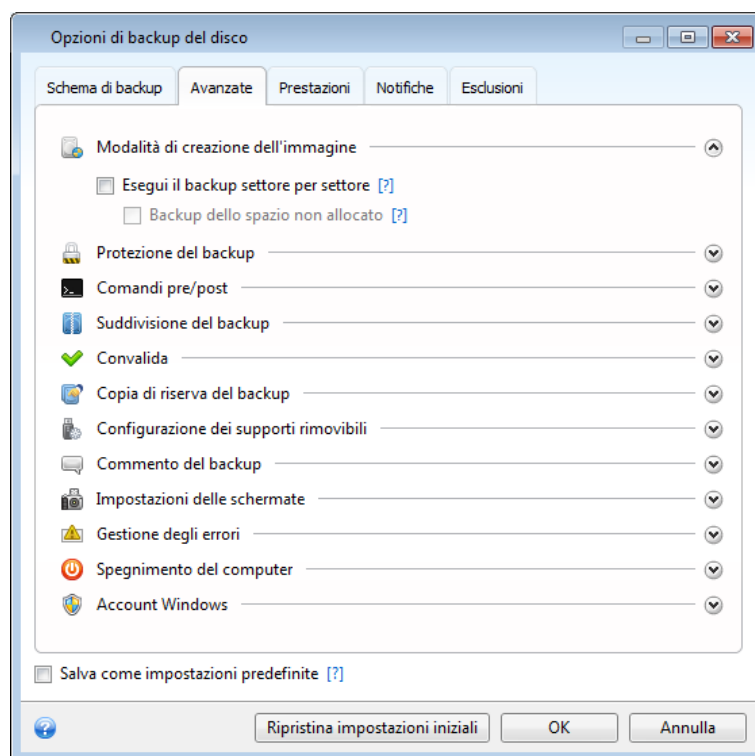 Opzioni di backup del disco
Schema di backup Avanzate Prestazioni Notifiche Esclusioni
Modalità di creazione dell'immagine
Esegui il backup settore per settore [?]
Backup dello spazio non allocato [?]
Protezione del backup
Comandi pre/post
Suddivisione del backup
Convalida
Copia di riserva del backup
Configurazione dei supporti rimovibili
Commento del backup
Impostazioni delle schermate
Gestione degli errori
Spegnimento del computer
Account Windows
Salva come impostazioni predefinite [?]
Ripristina impostazioni iniziali OK Annulla